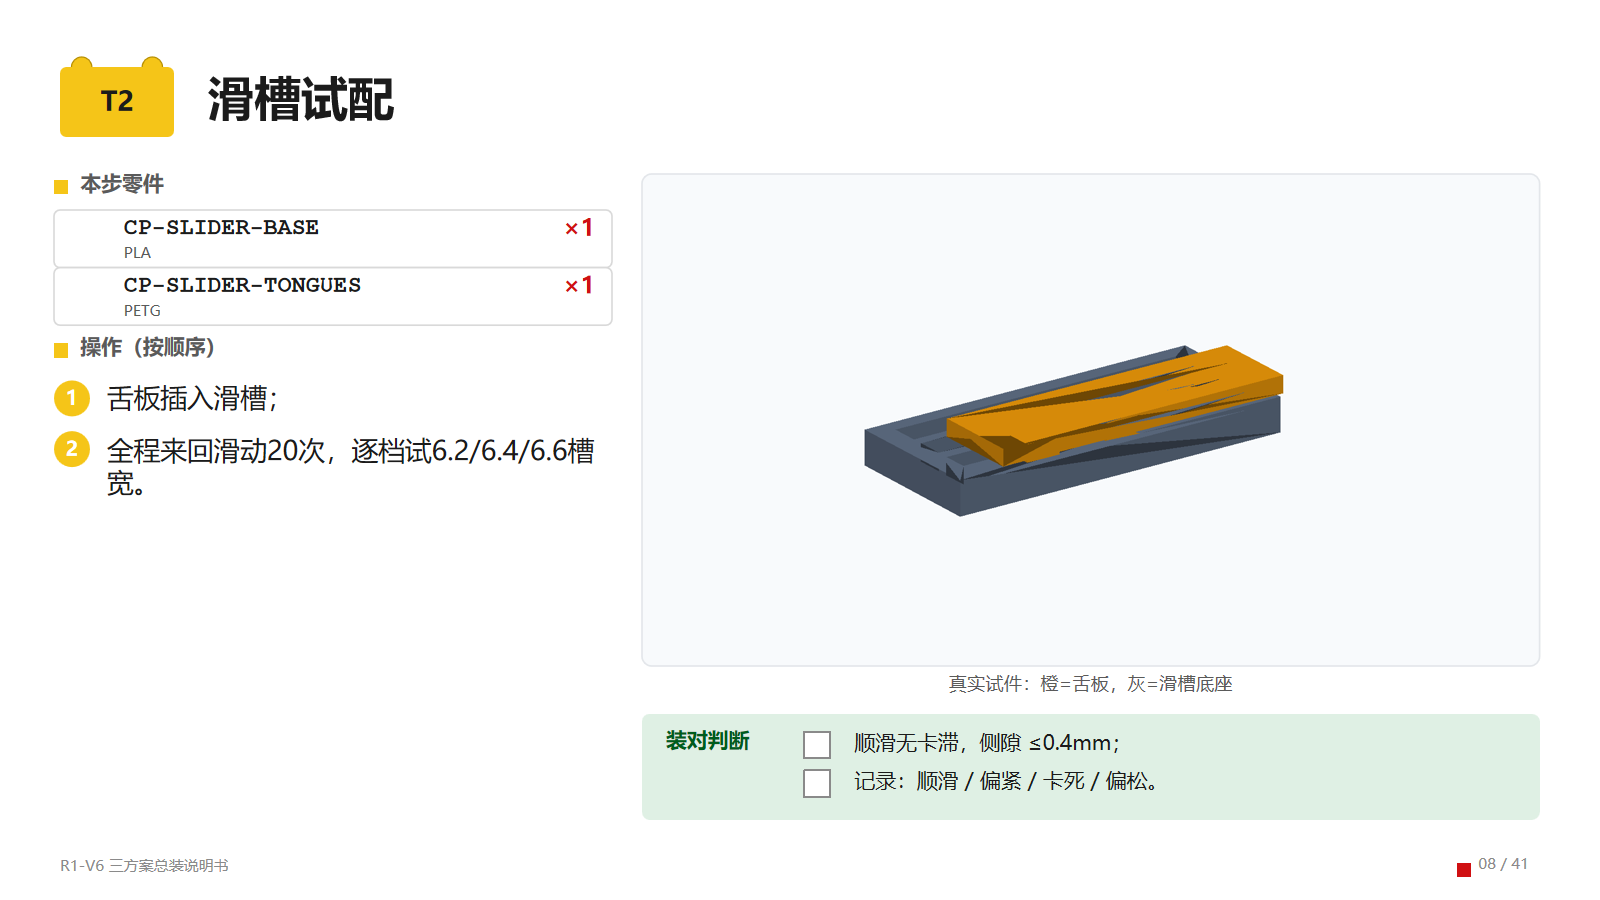 T2
滑槽试配
本步零件
CP-SLIDER-BASE
×1
PLA
CP-SLIDER-TONGUES
×1
PETG
操作（按顺序）
1
舌板插入滑槽；
2
全程来回滑动20次，逐档试6.2/6.4/6.6槽
宽。
真实试件：橙=舌板，灰=滑槽底座
装对判断
顺滑无卡滞，侧隙 ≤0.4mm；
记录：顺滑 / 偏紧 / 卡死 / 偏松。
R1-V6 三方案总装说明书
08 / 41